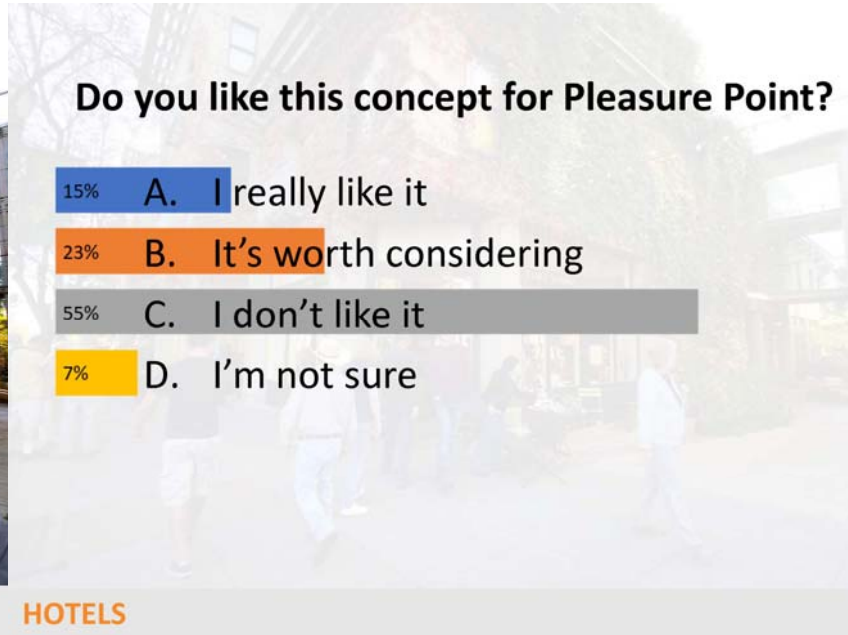 Do you like this concept for Pleasure Point?
15% A. I really like it
23% B. It's worth considering
55% C. I don't like it
7% D. I'm not sure
HOTELS